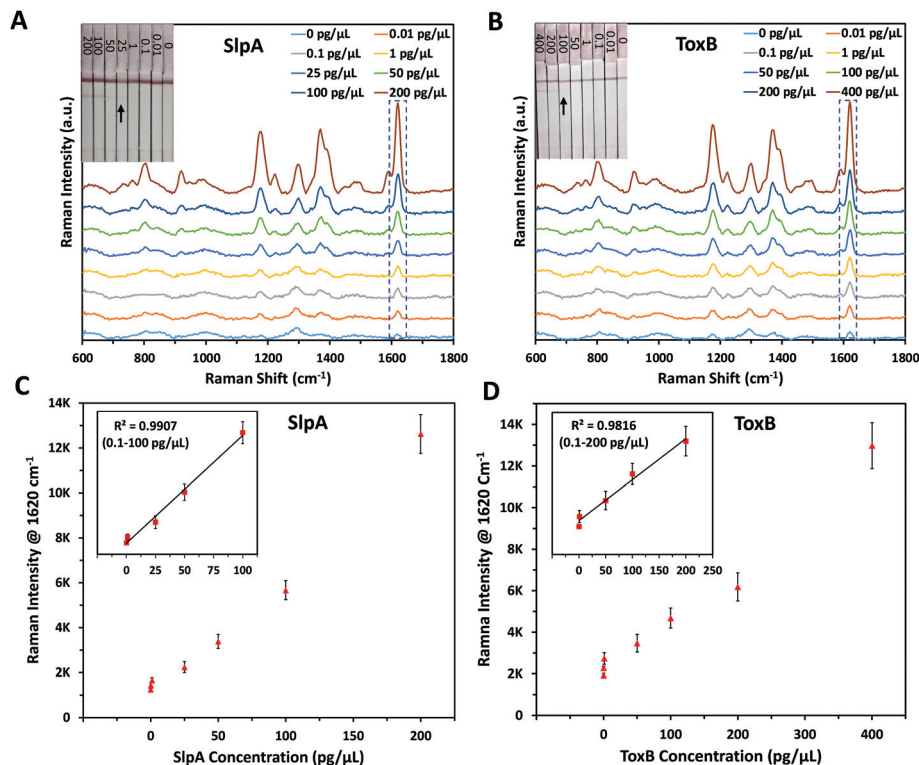 A
200 100 50 25 1 0.1 0.01 0
SlpA
0 pg/µL 0.01 pg/µL
0.1 pg/µL 1 pg/µL
25 pg/µL 50 pg/µL
100 pg/µL 200 pg/µL
Raman Intensity (a.u.)
600 800 1000 1200 1400 1600 1800
Raman Shift (cm-1)
B
400 200 100 50 1 0.1 0.01 0
ToxB
0 pg/µL 0.01 pg/µL
0.1 pg/µL 1 pg/µL
50 pg/µL 100 pg/µL
200 pg/µL 400 pg/µL
Raman Intensity (a.u.)
600 800 1000 1200 1400 1600 1800
Raman Shift (cm-1)
C
SlpA
R² = 0.9907
(0.1-100 pg/µL)
0 25 50 75 100
Raman Intensity @ 1620 Cm-1
14K
12K
10K
8K
6K
4K
2K
0
0 50 100 150 200
SlpA Concentration (pg/µL)
D
ToxB
R² = 0.9816
(0.1-200 pg/µL)
0 50 100 150 200 250
Ramna Intensity @ 1620 cm-1
14K
12K
10K
8K
6K
4K
2K
0
0 100 200 300 400
ToxB Concentration (pg/µL)